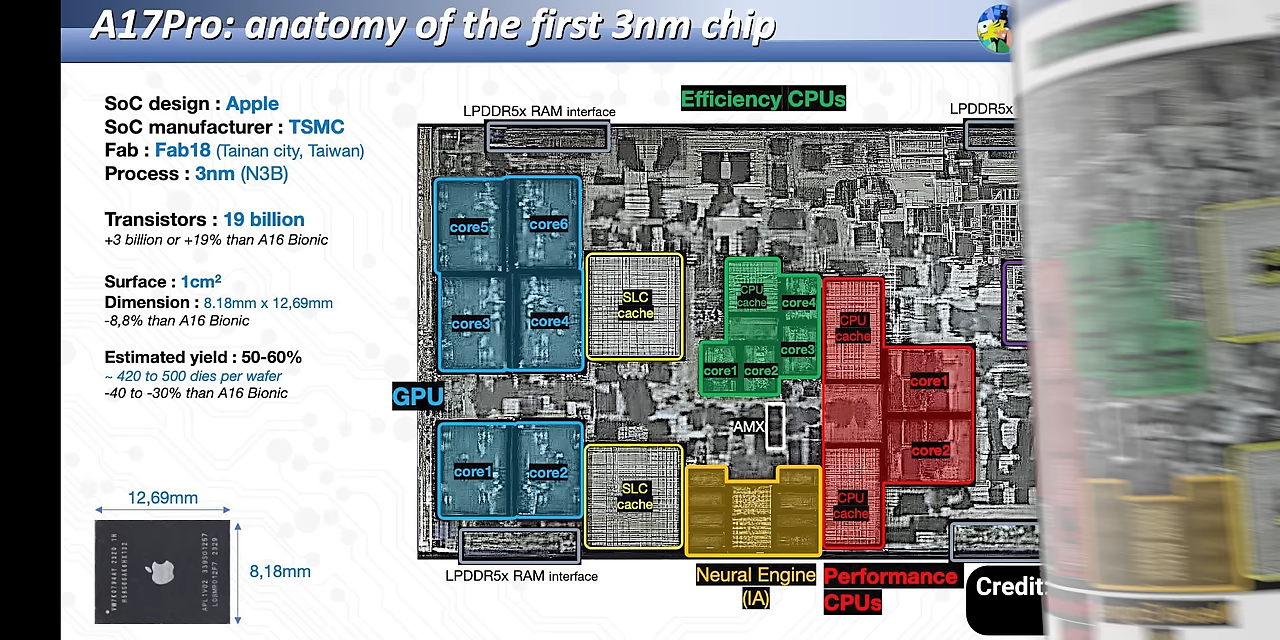 A17Pro: anatomy of the first 3nm chip
SoC design : Apple
SoC manufacturer : TSMC
Fab : Fab18 (Tainan city, Taiwan)
Process : 3nm (N3B)
Transistors : 19 billion
+3 billion or +19% than A16 Bionic
Surface : 1cm²
Dimension : 8.18mm x 12,69mm
-8,8% than A16 Bionic
Estimated yield : 50-60%
~ 420 to 500 dies per wafer
-40 to -30% than A16 Bionic
12,69mm
8,18mm
LPDDR5x RAM interface
Efficiency CPUs
LPDDR5x
core5
core6
core3
core4
GPU
core1
core2
SLC
cache
SLC
cache
CPU
cache
core4
core3
core1
core2
AMX
CPU
cache
core1
core2
CPU
cache
LPDDR5x RAM interface
Neural Engine
(IA)
Performance
CPUs
Credit: